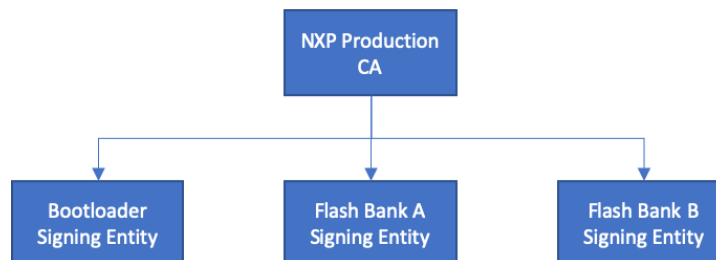 NXP Production
CA
Bootloader
Signing Entity
Flash Bank A
Signing Entity
Flash Bank B
Signing Entity